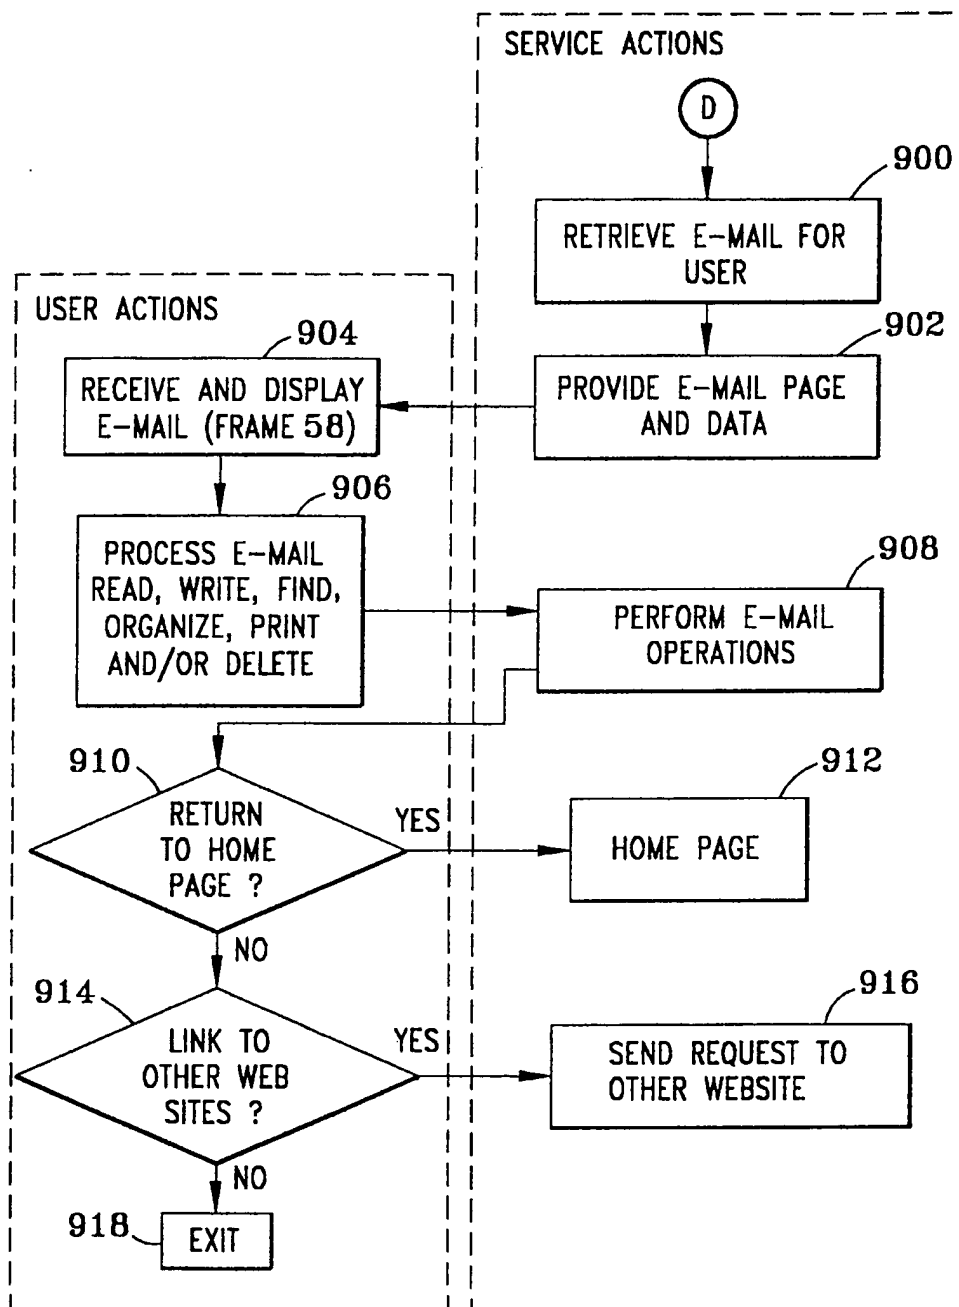 SERVICE ACTIONS
D
900
RETRIEVE E-MAIL FOR
USER
USER ACTIONS
902
904
PROVIDE E-MAIL PAGE
AND DATA
RECEIVE AND DISPLAY
E-MAIL (FRAME 58)
906
PROCESS E-MAIL
READ, WRITE, FIND,
ORGANIZE, PRINT
AND/OR DELETE
908
PERFORM E-MAIL
OPERATIONS
910
RETURN
TO HOME
PAGE ?
YES
912
HOME PAGE
NO
914
LINK TO
OTHER WEB
SITES ?
YES
916
SEND REQUEST TO
OTHER WEBSITE
NO
918
EXIT